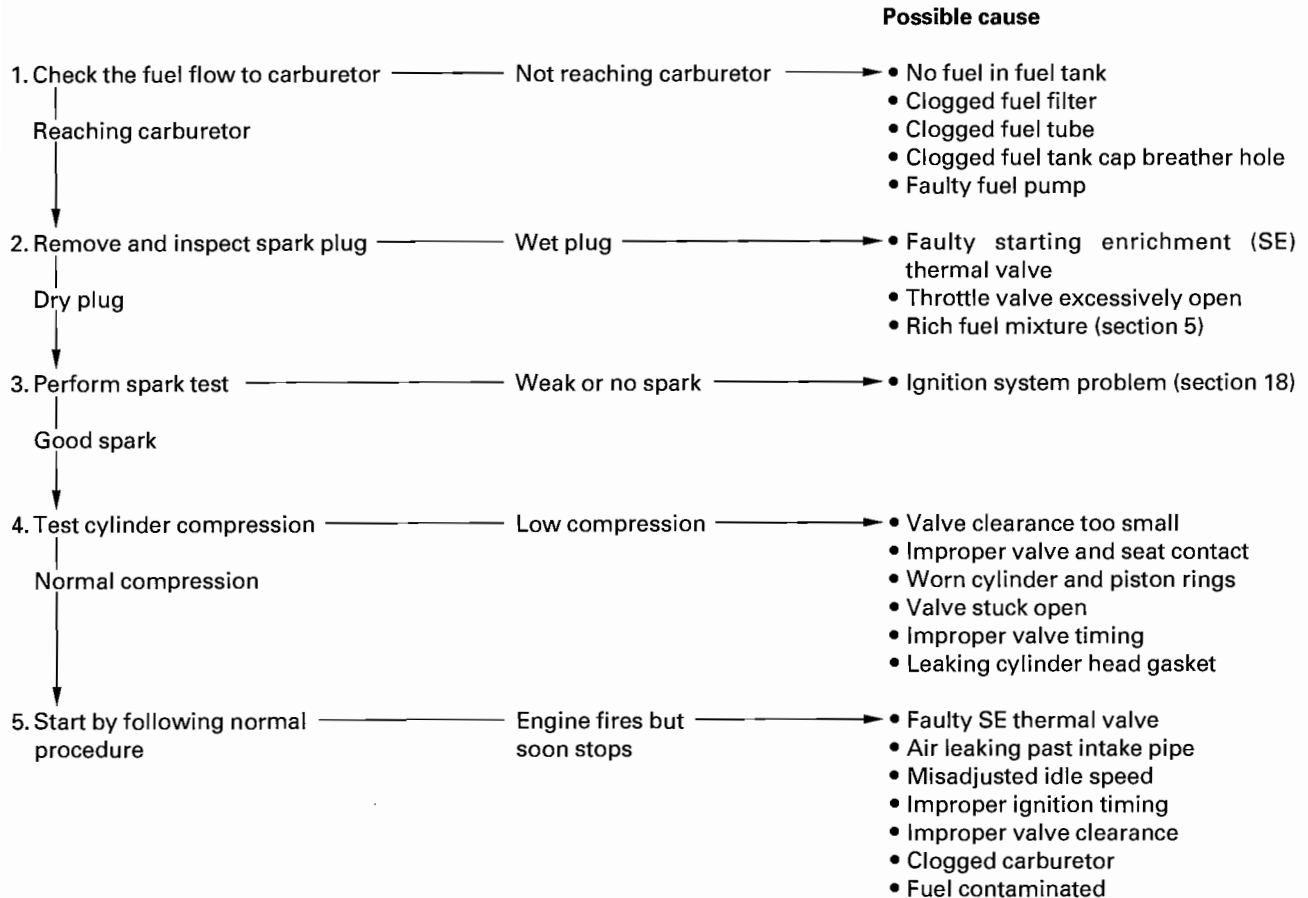 Possible cause
1. Check the fuel flow to carburetor Not reaching carburetor • No fuel in fuel tank
• Clogged fuel filter
Reaching carburetor • Clogged fuel tube
• Clogged fuel tank cap breather hole
• Faulty fuel pump
2. Remove and inspect spark plug Wet plug • Faulty starting enrichment (SE)
thermal valve
Dry plug • Throttle valve excessively open
• Rich fuel mixture (section 5)
3. Perform spark test Weak or no spark • Ignition system problem (section 18)
Good spark
4. Test cylinder compression Low compression • Valve clearance too small
• Improper valve and seat contact
Normal compression • Worn cylinder and piston rings
• Valve stuck open
• Improper valve timing
• Leaking cylinder head gasket
5. Start by following normal Engine fires but • Faulty SE thermal valve
procedure soon stops • Air leaking past intake pipe
• Misadjusted idle speed
• Improper ignition timing
• Improper valve clearance
• Clogged carburetor
• Fuel contaminated